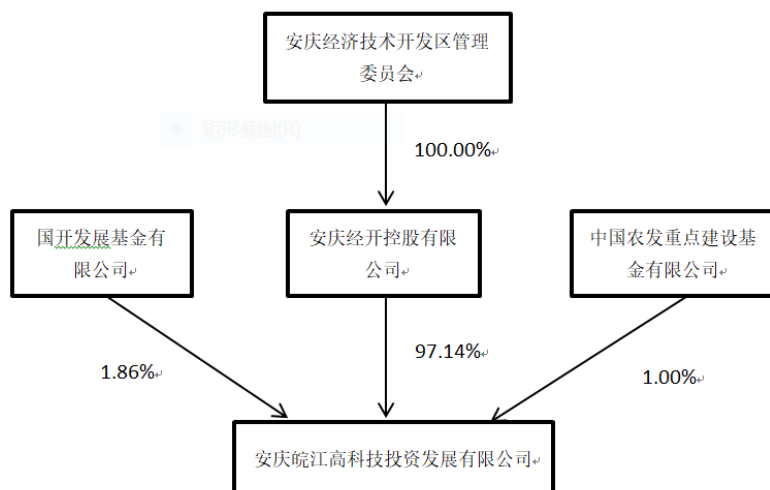 安庆经济技术开发区管理
委员会
矩形截图(R)
100.00%
国开发展基金有
限公司
安庆经开控股有限
公司
中国农发重点建设基
金有限公司
1.86%
97.14%
1.00%
安庆皖江高科技投资发展有限公司